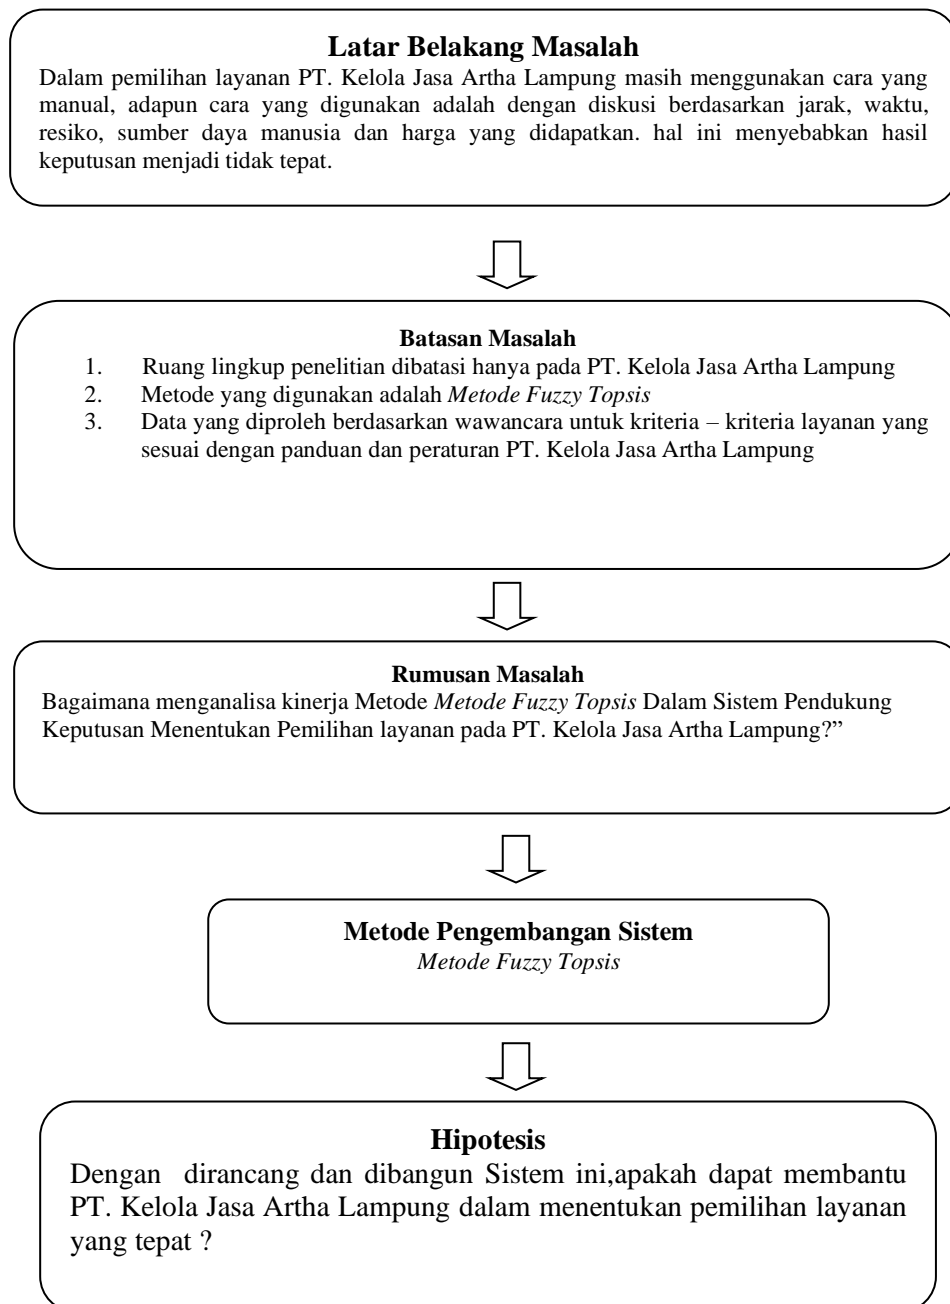 Latar Belakang Masalah
Dalam pemilihan layanan PT. Kelola Jasa Artha Lampung masih menggunakan cara yang
manual, adapun cara yang digunakan adalah dengan diskusi berdasarkan jarak, waktu,
resiko, sumber daya manusia dan harga yang didapatkan. hal ini menyebabkan hasil
keputusan menjadi tidak tepat.
Batasan Masalah
1. Ruang lingkup penelitian dibatasi hanya pada PT. Kelola Jasa Artha Lampung
2. Metode yang digunakan adalah Metode Fuzzy Topsis
3. Data yang diproleh berdasarkan wawancara untuk kriteria – kriteria layanan yang
sesuai dengan panduan dan peraturan PT. Kelola Jasa Artha Lampung
Rumusan Masalah
Bagaimana menganalisa kinerja Metode Metode Fuzzy Topsis Dalam Sistem Pendukung
Keputusan Menentukan Pemilihan layanan pada PT. Kelola Jasa Artha Lampung?”
Metode Pengembangan Sistem
Metode Fuzzy Topsis
Hipotesis
Dengan dirancang dan dibangun Sistem ini,apakah dapat membantu
PT. Kelola Jasa Artha Lampung dalam menentukan pemilihan layanan
yang tepat ?